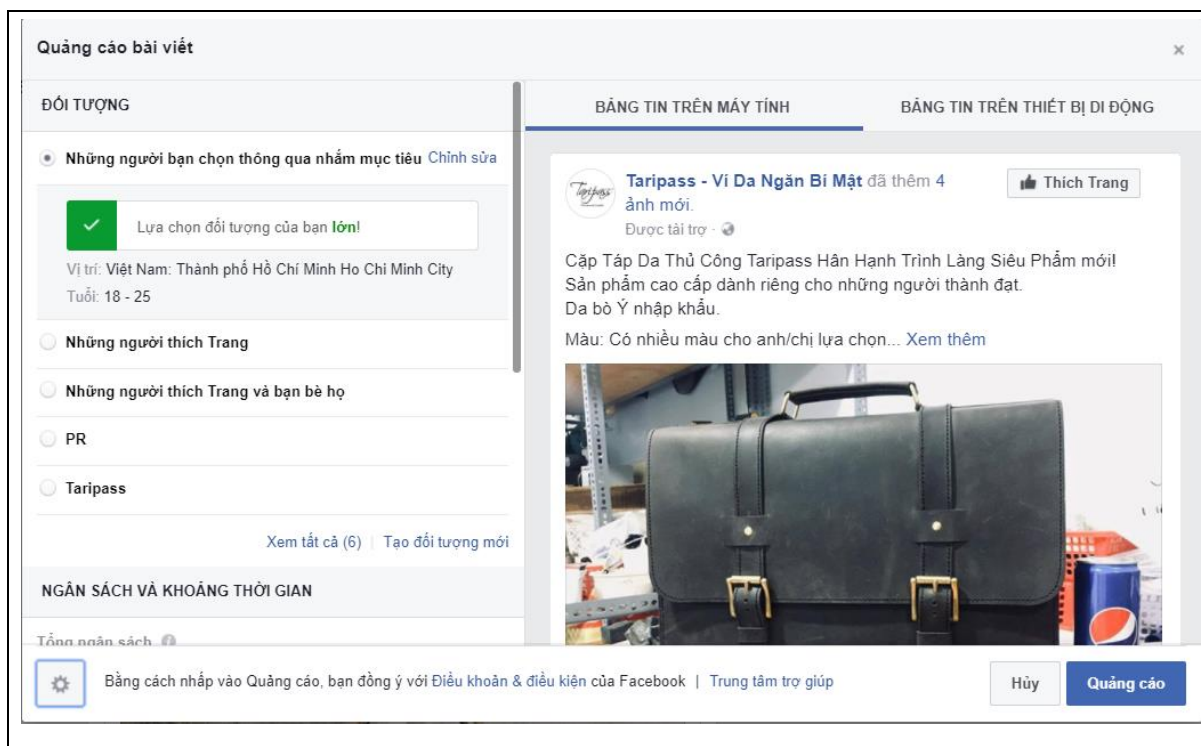 Quảng cáo bài viết
ĐỐI TƯỢNG
Những người bạn chọn thông qua nhắm mục tiêu Chỉnh sửa
Lựa chọn đối tượng của bạn lớn!
Vị trí: Việt Nam: Thành phố Hồ Chí Minh Ho Chi Minh City
Tuổi: 18 - 25
Những người thích Trang
Những người thích Trang và bạn bè họ
PR
Taripass
Xem tất cả (6) | Tạo đối tượng mới
NGÂN SÁCH VÀ KHOẢNG THỜI GIAN
Tổng ngân sách
BẢNG TIN TRÊN MÁY TÍNH
BẢNG TIN TRÊN THIẾT BỊ DI ĐỘNG
Taripass
Taripass - Ví Da Ngăn Bí Mật đã thêm 4
ảnh mới.
Được tài trợ ·
Thích Trang
Cặp Táp Da Thủ Công Taripass Hân Hạnh Trình Làng Siêu Phẩm mới!
Sản phẩm cao cấp dành riêng cho những người thành đạt.
Da bò Ý nhập khẩu.
Màu: Có nhiều màu cho anh/chị lựa chọn... Xem thêm
Bằng cách nhấp vào Quảng cáo, bạn đồng ý với Điều khoản & điều kiện của Facebook | Trung tâm trợ giúp
Hủy
Quảng cáo